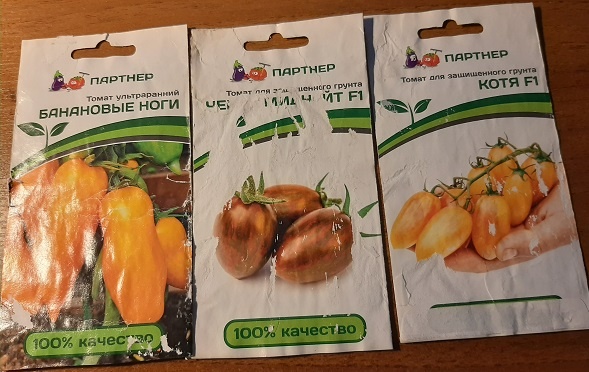 ПАРТНЕР
Томат ультраранний
БАНАНОВЫЕ НОГИ
100% качество
ПАРТНЕР
Томат для защищенного грунта
F1
100% качество
ПАРТНЕР
Томат для защищенного грунта
КОТЯ F1